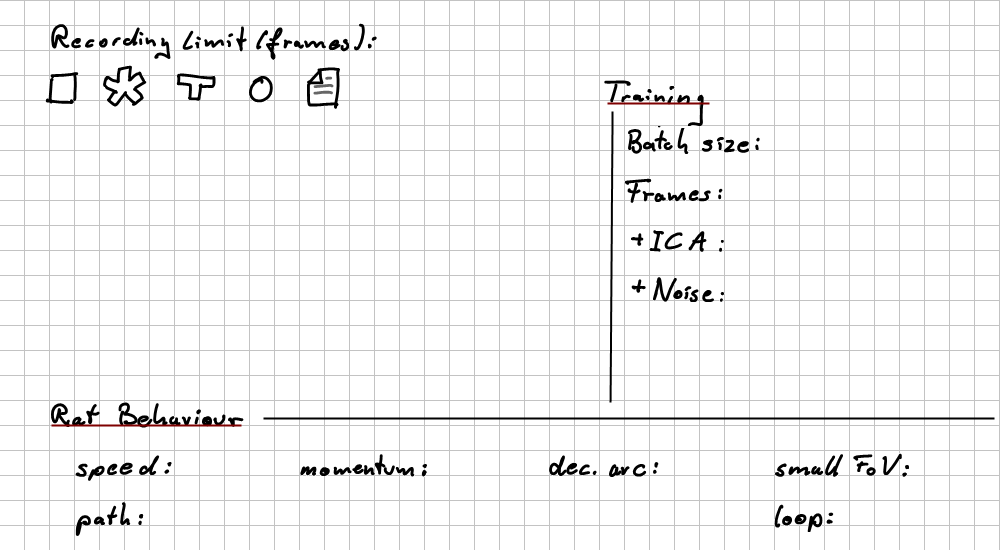 Recording Limit (frames):
Training
Batch size:
Frames:
+ICA:
+Noise:
Rat Behaviour
speed: momentum: dec. arc: small FoV:
path: loop: